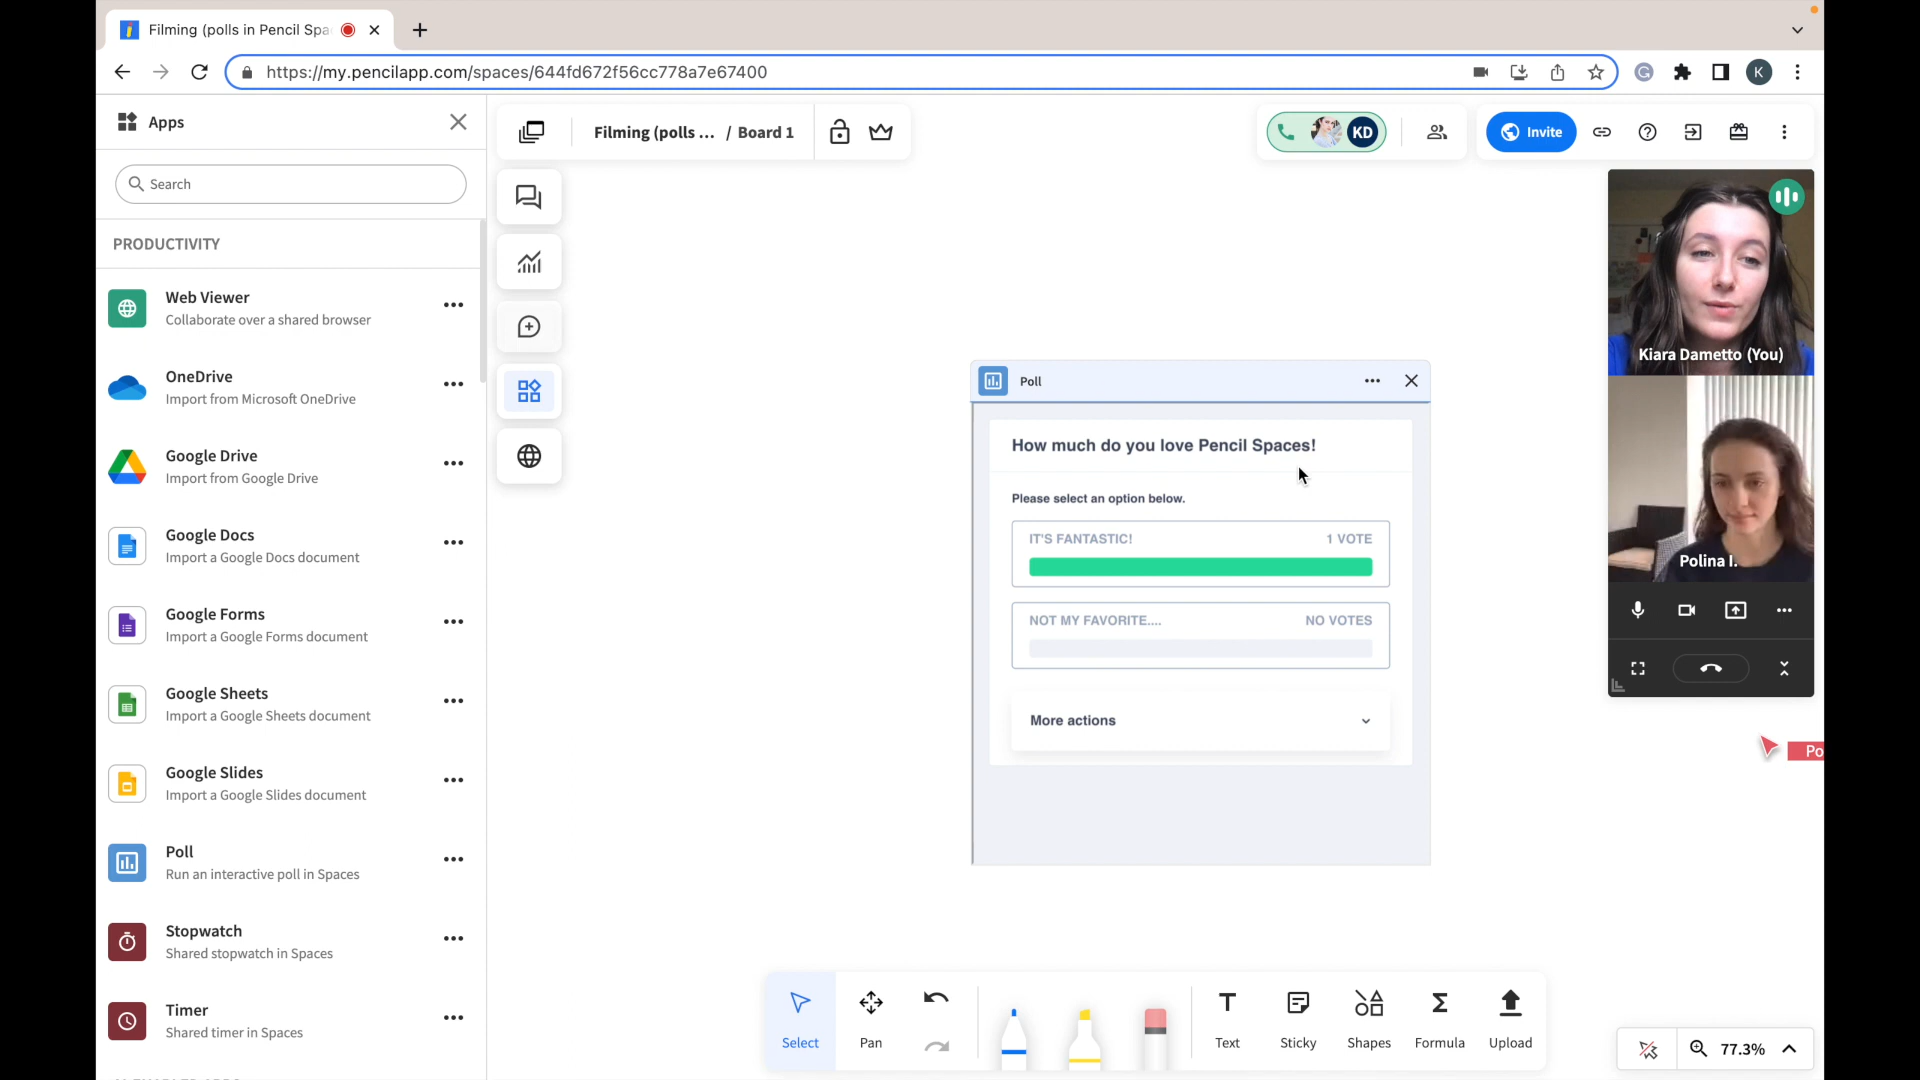 Filming (polls in Pencil Spa
https://my.pencilapp.com/spaces/644fd672f56cc778a7e67400
K
Apps
Search
PRODUCTIVITY
Web Viewer
Collaborate over a shared browser
OneDrive
Import from Microsoft OneDrive
Google Drive
Import from Google Drive
Google Docs
Import a Google Docs document
Google Forms
Import a Google Forms document
Google Sheets
Import a Google Sheets document
Google Slides
Import a Google Slides document
Poll
Run an interactive poll in Spaces
Stopwatch
Shared stopwatch in Spaces
Timer
Shared timer in Spaces
Filming (polls ... / Board 1
KD
Invite
Poll
How much do you love Pencil Spaces!
Please select an option below.
IT'S FANTASTIC! 1 VOTE
NOT MY FAVORITE.... NO VOTES
More actions
Kiara Dametto (You)
Polina I.
Po
Select
Pan
Text
Sticky
Shapes
Formula
Upload
77.3%